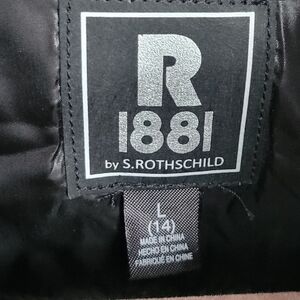 R
1881
by S.ROTHSCHILD
L
(14)
MADE IN CHINA
HECHO EN CHINA
FABRIQUÉ EN CHINE